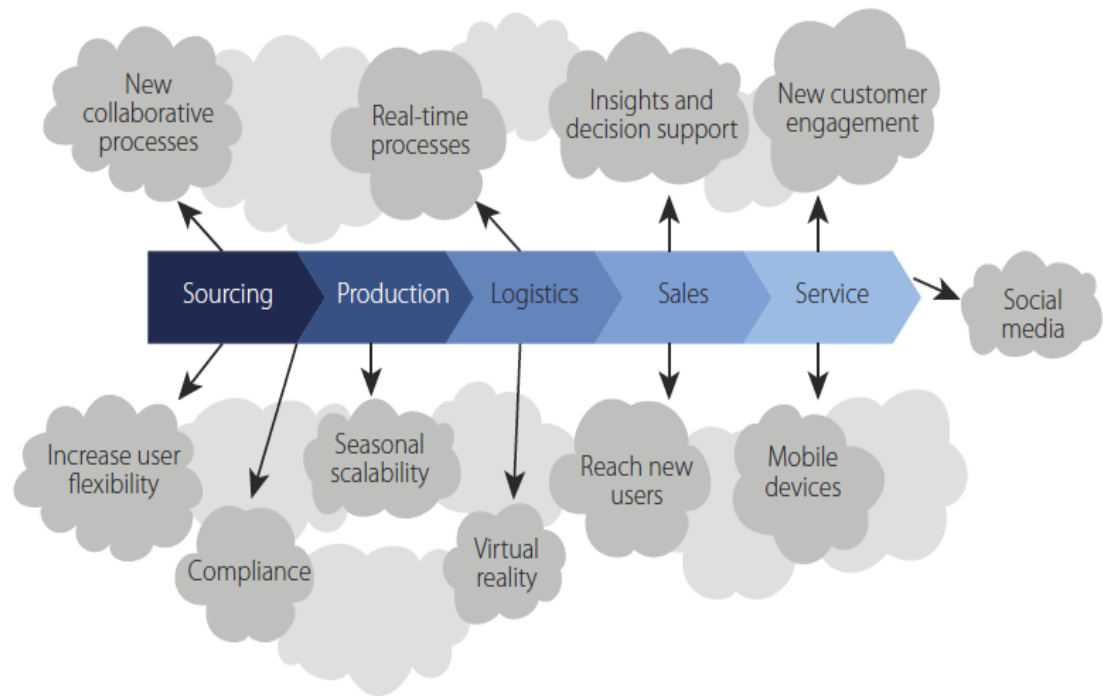 New
collaborative
processes
Real-time
processes
Insights and
decision support
New customer
engagement
Sourcing
Production
Logistics
Sales
Service
Social
media
Increase user
flexibility
Compliance
Seasonal
scalability
Virtual
reality
Reach new
users
Mobile
devices